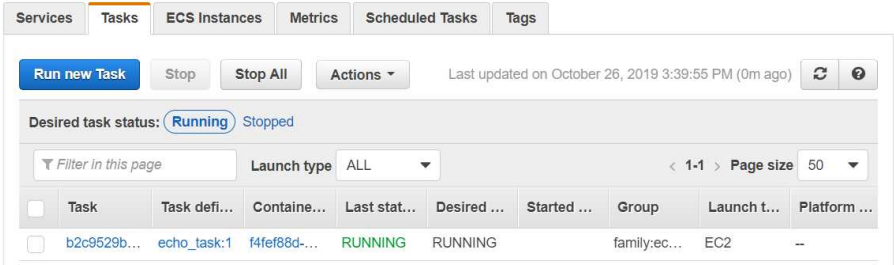 Services Tasks ECS Instances Metrics Scheduled Tasks Tags
Run new Task Stop Stop All Actions Last updated on October 26, 2019 3:39:55 PM (0m ago)
Desired task status: Running Stopped
Filter in this page Launch type ALL < 1-1 > Page size 50
Task Task defi... Containe... Last stat... Desired ... Started ... Group Launch t... Platform ...
b2c9529b... echo_task:1 f4fef88d-... RUNNING RUNNING family:ec... EC2 --